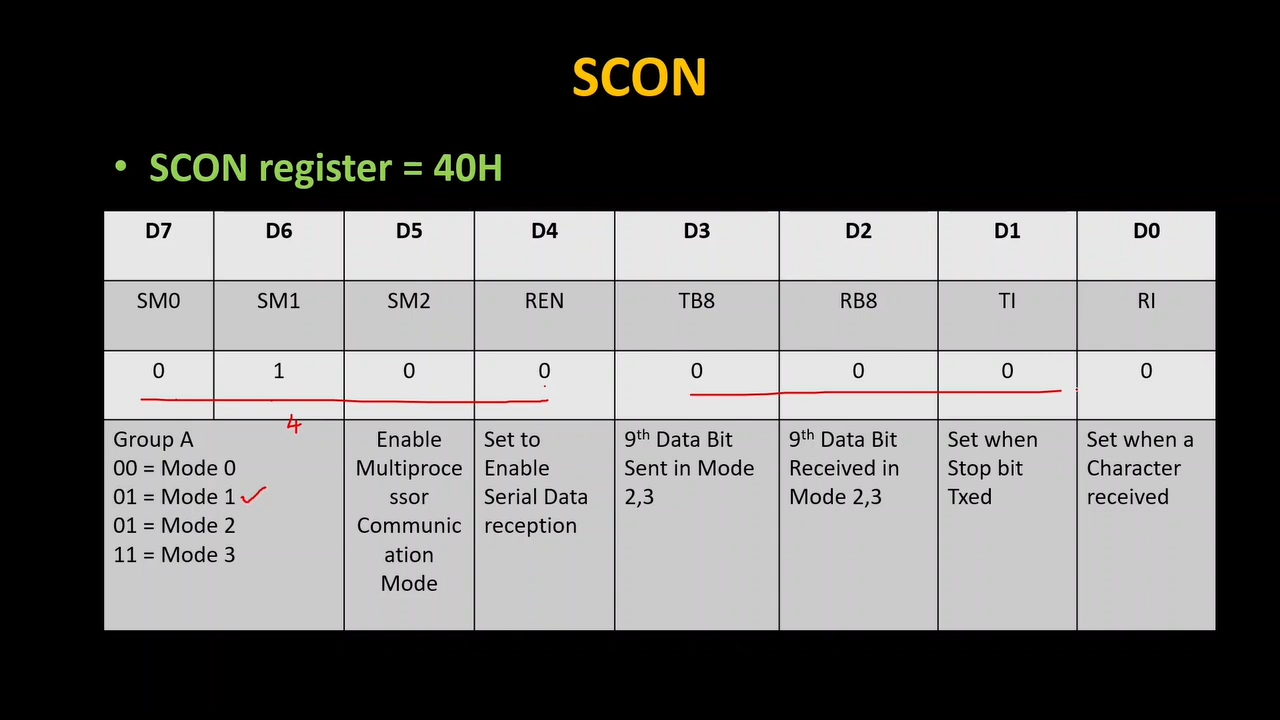 SCON
• SCON register = 40H
D7 D6 D5 D4 D3 D2 D1 D0
SM0 SM1 SM2 REN TB8 RB8 TI RI
0 1 0 0 0 0 0 0
4
Group A
00 = Mode 0
01 = Mode 1 ✓
01 = Mode 2
11 = Mode 3
Enable
Multiproce
ssor
Communic
ation
Mode
Set to
Enable
Serial Data
reception
9th Data Bit
Sent in Mode
2,3
9th Data Bit
Received in
Mode 2,3
Set when
Stop bit
Txed
Set when a
Character
received